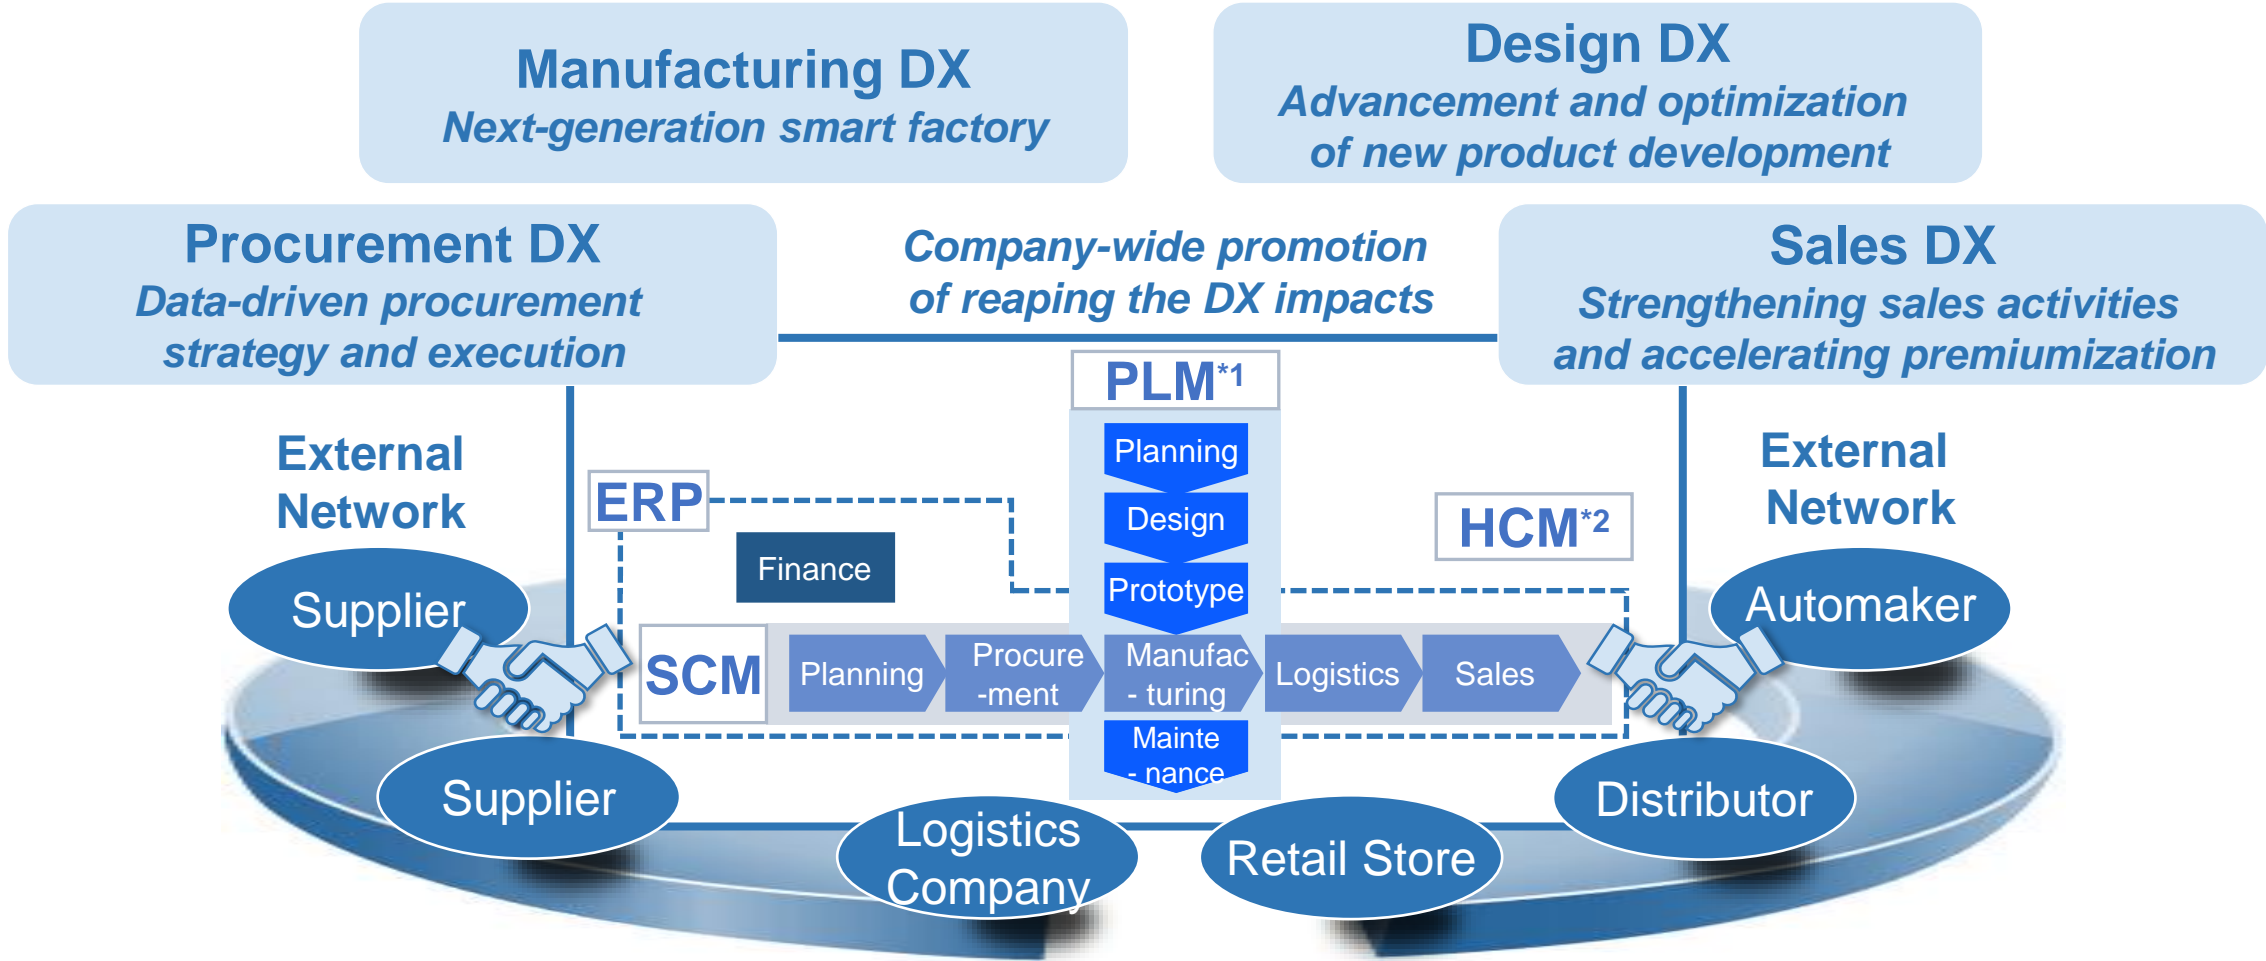 Manufacturing DX
Next-generation smart factory
Design DX
Advancement and optimization
of new product development
Procurement DX
Data-driven procurement
strategy and execution
Company-wide promotion
of reaping the DX impacts
Sales DX
Strengthening sales activities
and accelerating premiumization
External
Network
PLM*1
Planning
Design
Prototype
ERP
Finance
HCM*2
External
Network
Supplier
Automaker
SCM
Planning
Procure
-ment
Manufac
- turing
Logistics
Sales
Mainte
- nance
Supplier
Logistics
Company
Retail Store
Distributor